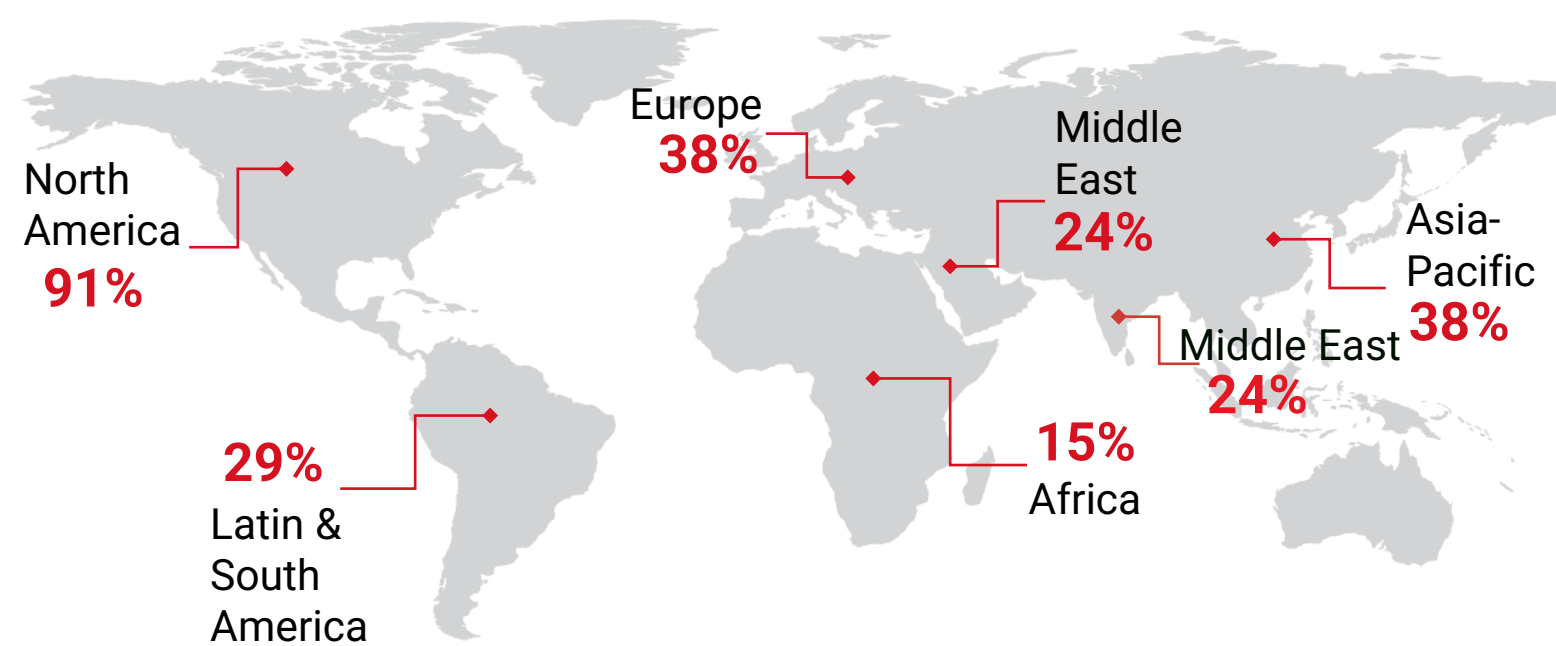 North
America
91%
29%
Latin &
South
America
Europe
38%
Middle
East
24%
Asia-
Pacific
38%
Middle East
24%
15%
Africa